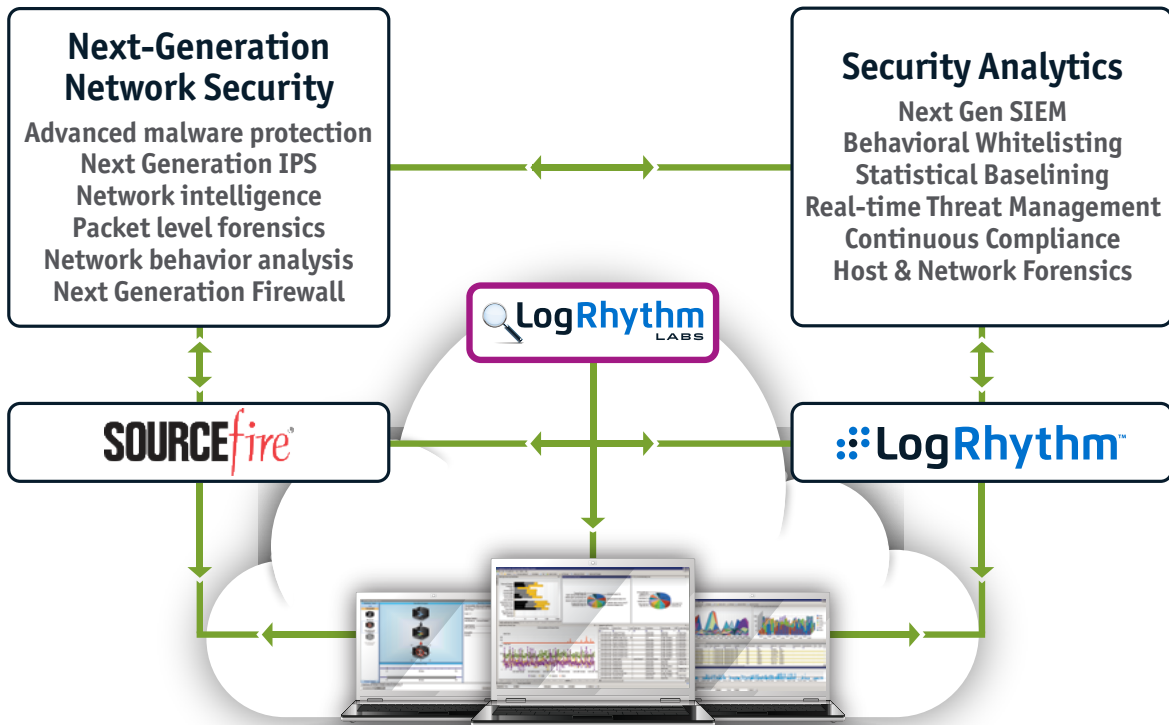 Next-Generation
Network Security
Advanced malware protection
Next Generation IPS
Network intelligence
Packet level forensics
Network behavior analysis
Next Generation Firewall
Security Analytics
Next Gen SIEM
Behavioral Whitelisting
Statistical Baselining
Real-time Threat Management
Continuous Compliance
Host & Network Forensics
LogRhythm
LABS
SOURCEfire®
LogRhythm™